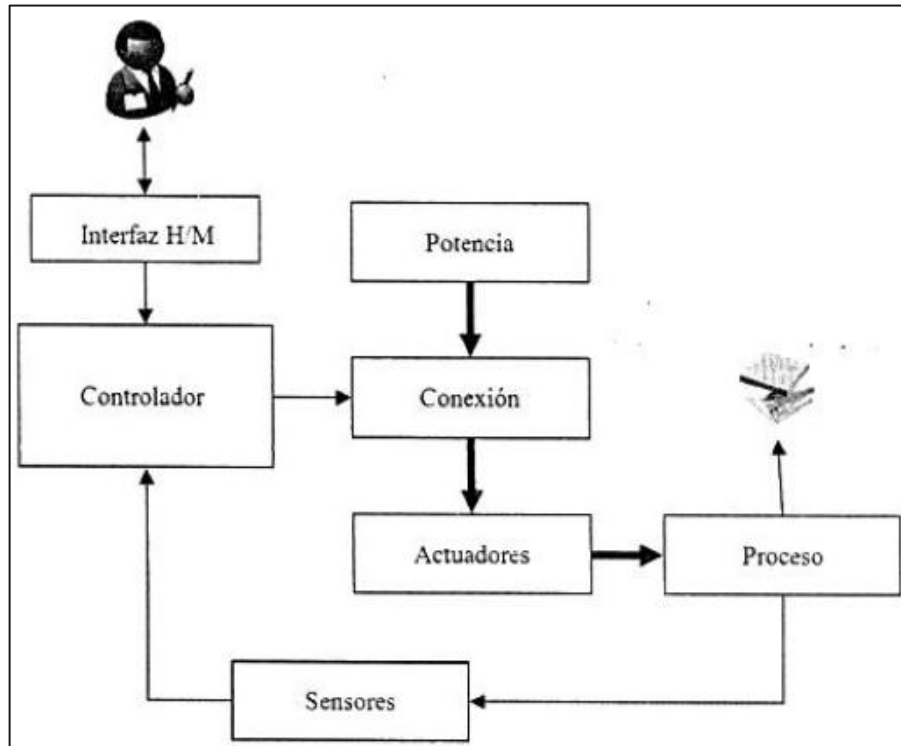 Interfaz H/M
Potencia
Controlador
Conexión
Actuadores
Proceso
Sensores